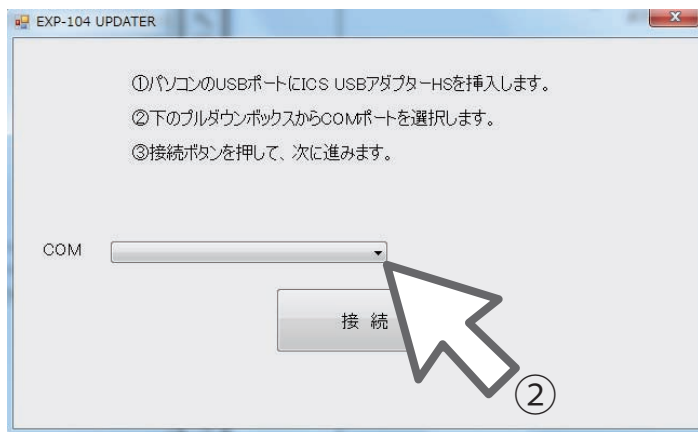 EXP-104 UPDATER
①パソコンのUSBポートにICS USBアダプターHSを挿入します。
②下のプルダウンボックスからCOMポートを選択します。
③接続ボタンを押して、次に進みます。
COM
接 続
②